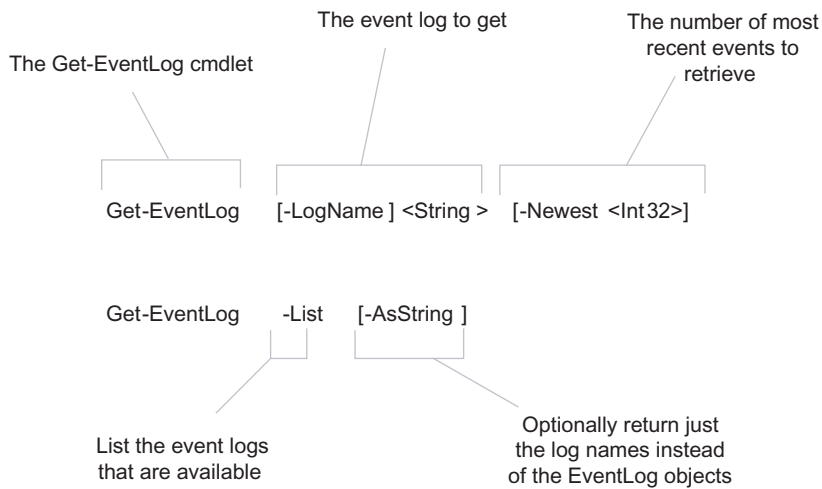 The event log to get
The number of most
recent events to
retrieve
The Get-EventLog cmdlet
Get-EventLog [-LogName ] <String > [-Newest <Int32>]
Get-EventLog -List [-AsString ]
List the event logs
that are available
Optionally return just
the log names instead
of the EventLog objects